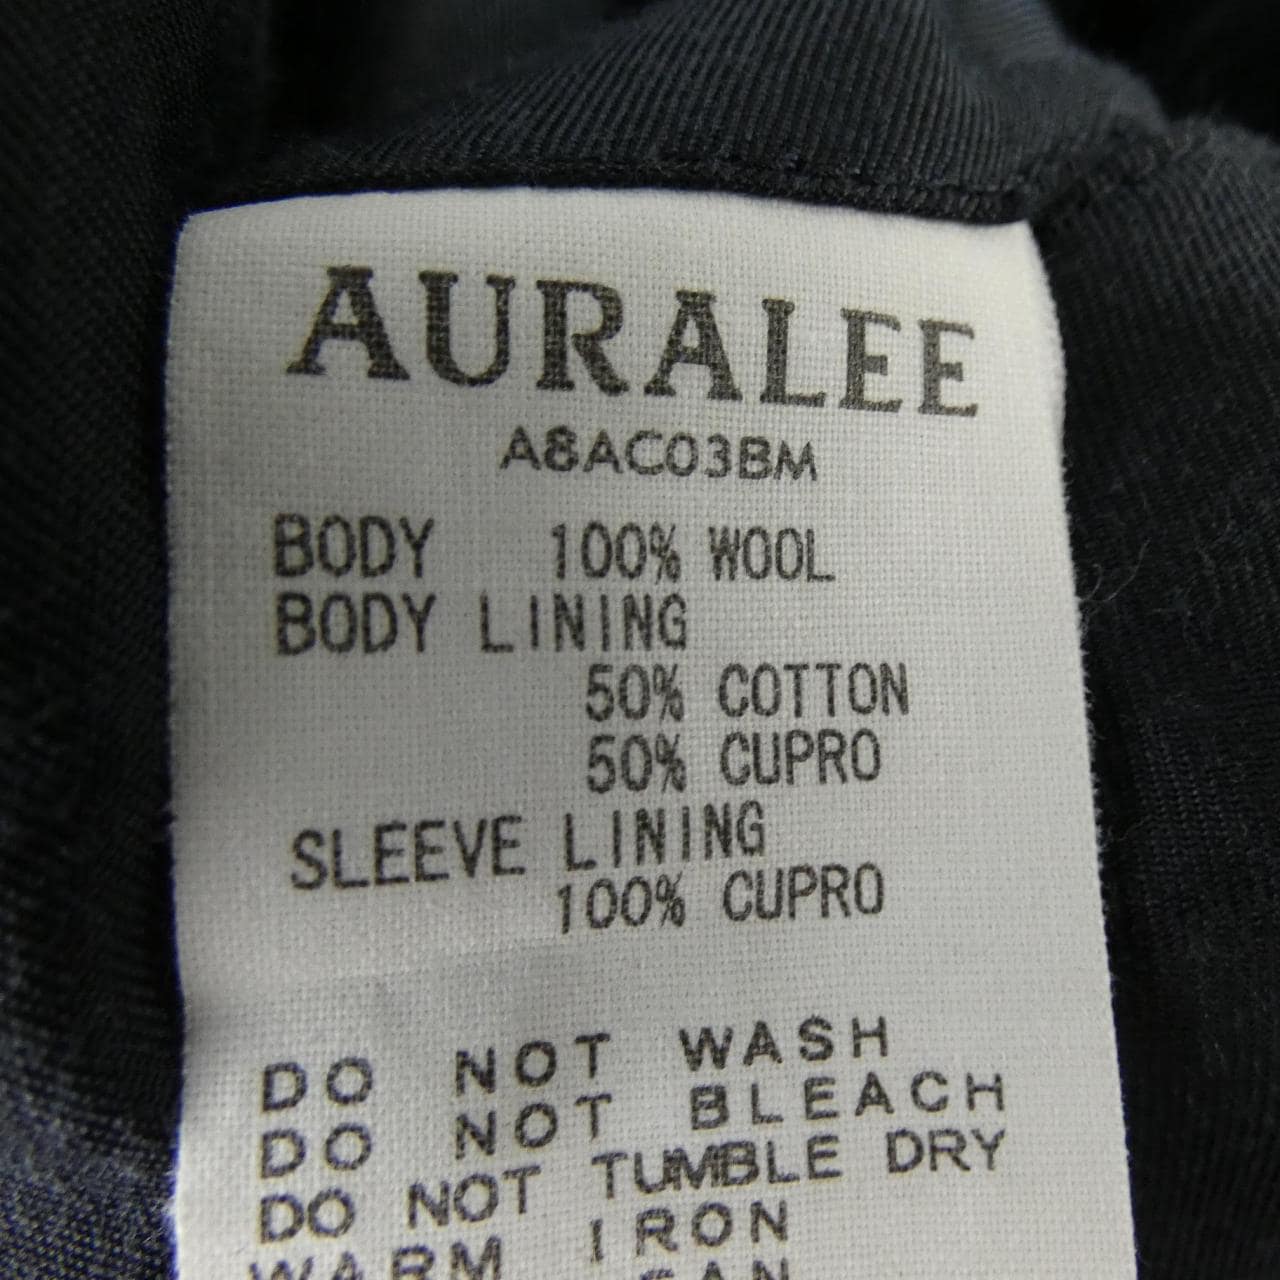 AURALEE
A8AC03BM
BODY 100% WOOL
BODY LINING
50% COTTON
50% CUPRO
SLEEVE LINING
100% CUPRO
DO NOT WASH
DO NOT BLEACH
DO NOT TUMBLE DRY
WARM IRON